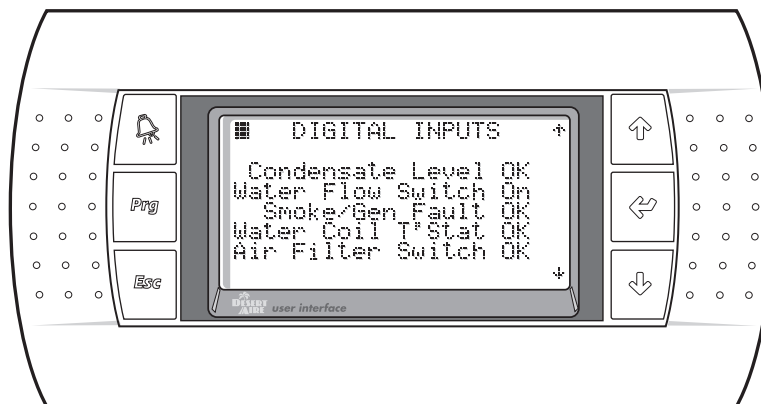 DIGITAL INPUTS
Condensate Level OK
Water Flow Switch On
Smoke/Gen Fault OK
Water Coil T'Stat OK
Air Filter Switch OK
Prg
Esc
DESERT AIRE user interface